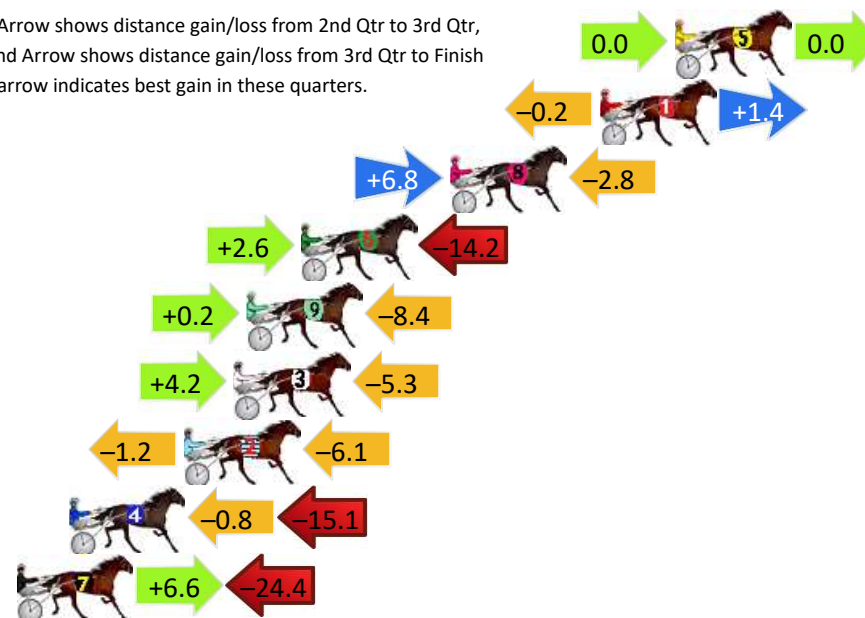 Arrow shows distance gain/loss from 2nd Qtr to 3rd Qtr,
nd Arrow shows distance gain/loss from 3rd Qtr to Finish
arrow indicates best gain in these quarters.
0.0 5 0.0
–0.2 1 +1.4
+6.8 8 –2.8
+2.6 6 –14.2
+0.2 9 –8.4
+4.2 3 –5.3
–1.2 2 –6.1
4 –0.8 –15.1
7 +6.6 –24.4